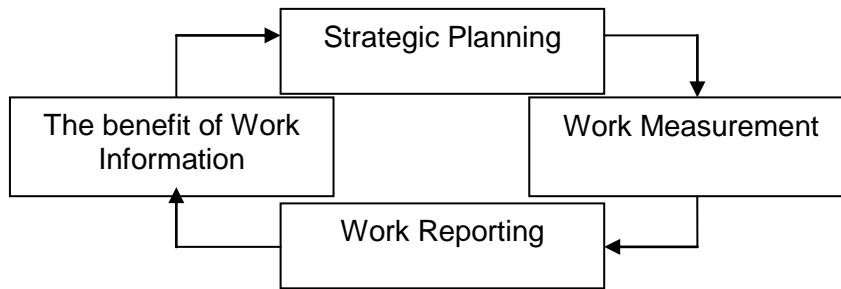 Strategic Planning
The benefit of Work
Information
Work Measurement
Work Reporting